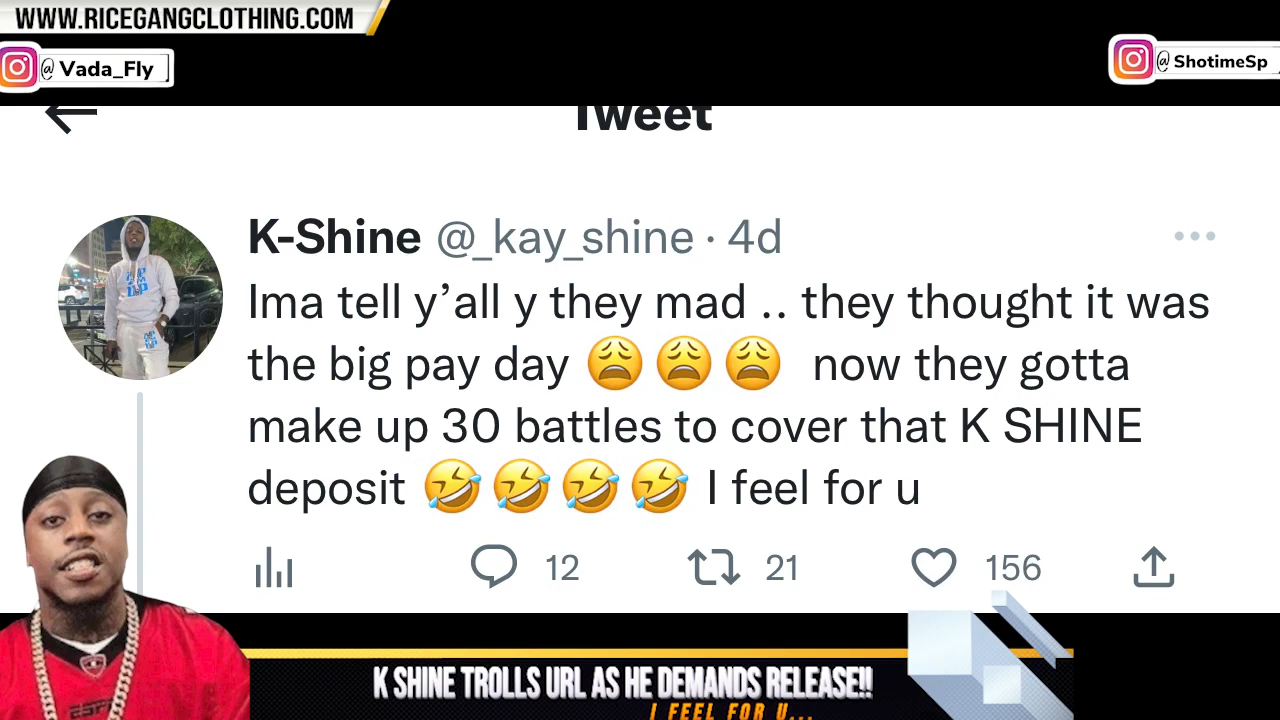 WWW.RICEGANGCLOTHING.COM
@ Vada_Fly
@ ShotimeSp
Tweet
K-Shine @_kay_shine · 4d
Ima tell y’all y they mad .. they thought it was
the big pay day 😩 😩 😩 now they gotta
make up 30 battles to cover that K SHINE
deposit 🤣 🤣 🤣 🤣 I feel for u
12 21 156
K SHINE TROLLS URL AS HE DEMANDS RELEASE!!
I FEEL FOR U...